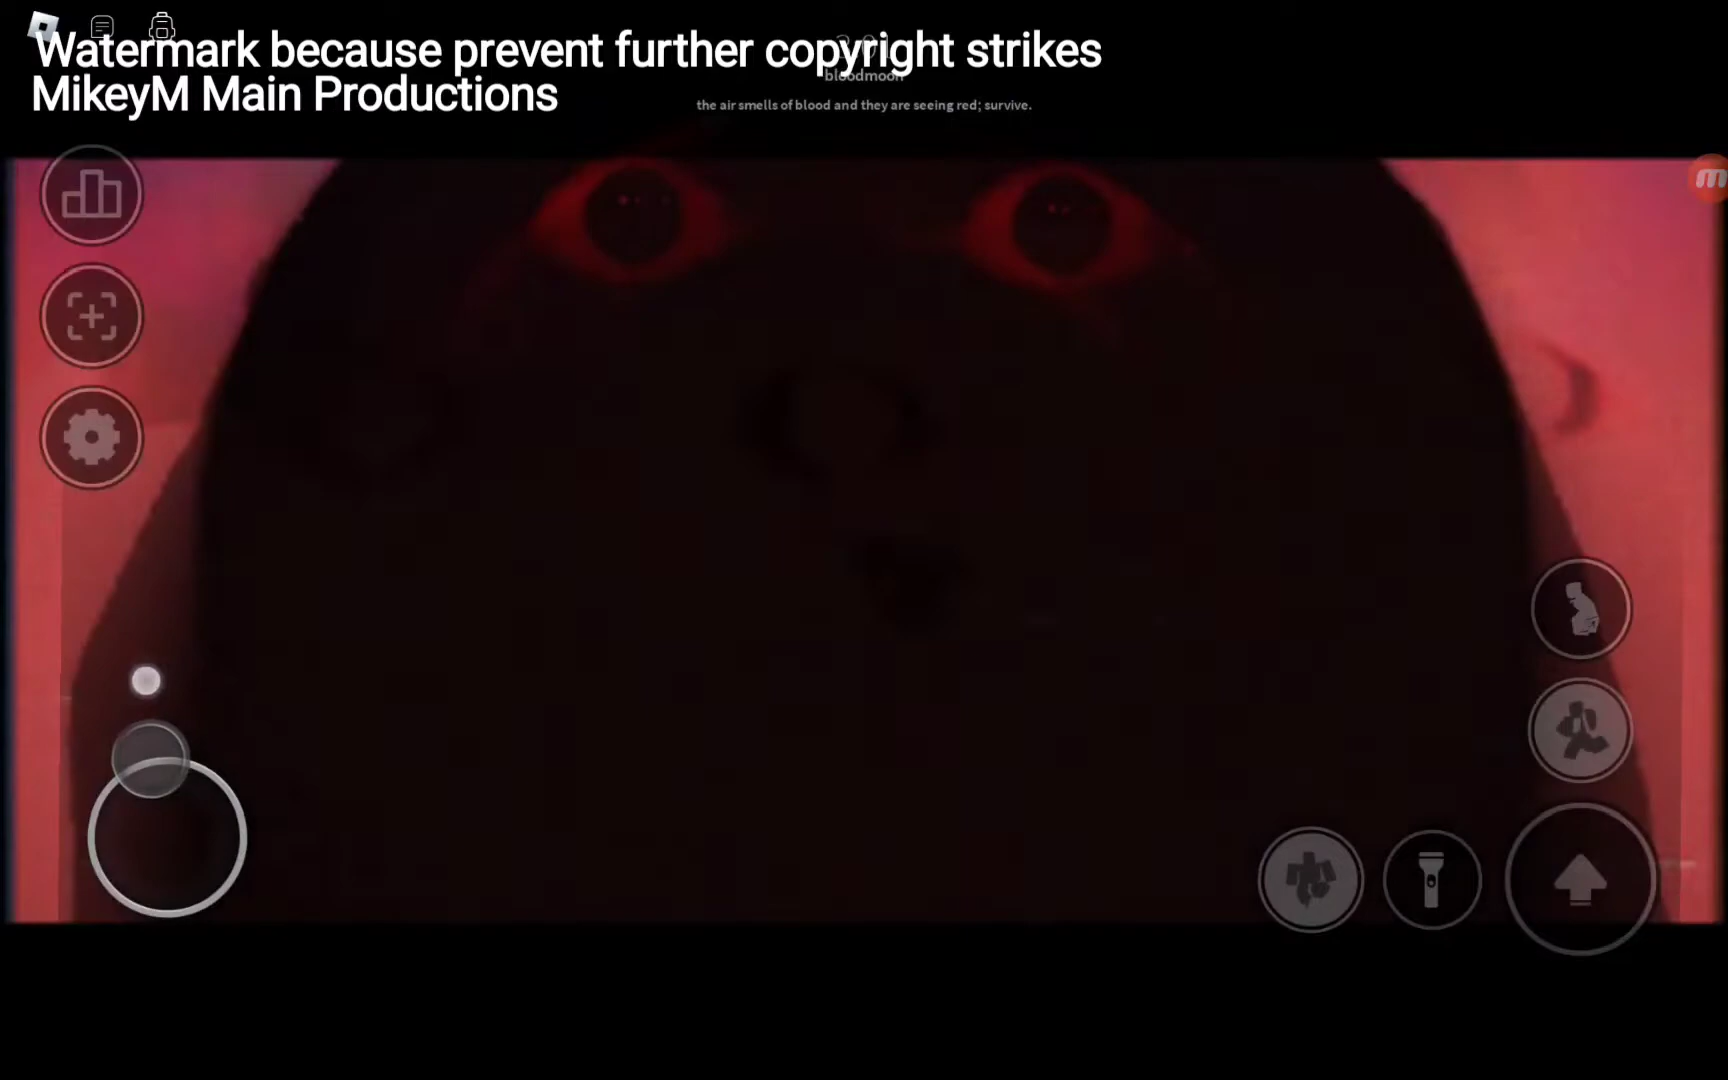 Watermark because prevent further copyright strikes
MikeyM Main Productions
bloodmoon
the air smells of blood and they are seeing red; survive.